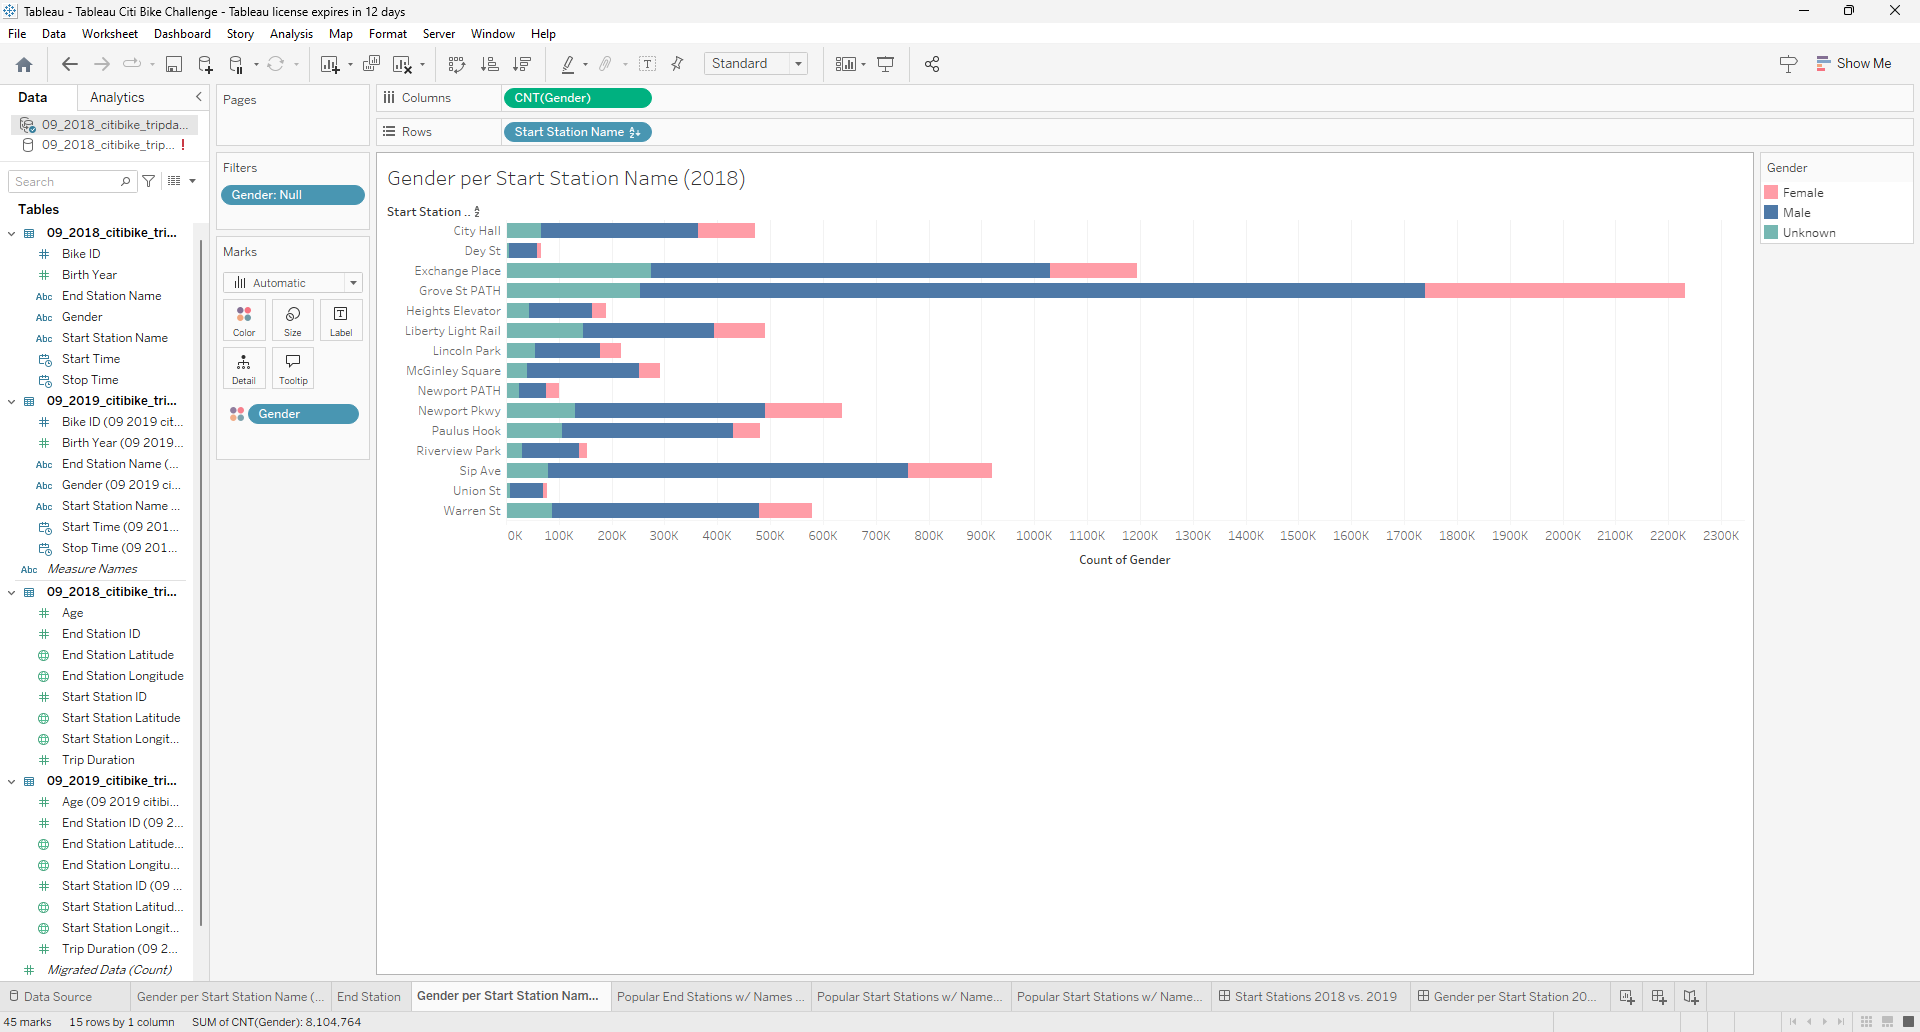 Tableau - Tableau Citi Bike Challenge - Tableau license expires in 12 days
File Data Worksheet Dashboard Story Analysis Map Format Server Window Help
Standard
Show Me
Data Analytics
09_2018_citibike_tripda...
09_2018_citibike_trip... !
Search
Tables
09_2018_citibike_tri...
Bike ID
Birth Year
Abc End Station Name
Abc Gender
Abc Start Station Name
Start Time
Stop Time
09_2019_citibike_tri...
Bike ID (09 2019 cit...
Birth Year (09 2019...
Abc End Station Name (...
Abc Gender (09 2019 ci...
Abc Start Station Name ...
Start Time (09 201...
Stop Time (09 201...
Abc Measure Names
09_2018_citibike_tri...
Age
End Station ID
End Station Latitude
End Station Longitude
Start Station ID
Start Station Latitude
Start Station Longit...
Trip Duration
09_2019_citibike_tri...
Age (09 2019 citibi...
End Station ID (09 2...
End Station Latitude...
End Station Longitu...
Start Station ID (09 ...
Start Station Latitud...
Start Station Longit...
Trip Duration (09 2...
Migrated Data (Count)
Pages
Filters
Gender: Null
Marks
Automatic
Color Size Label
Detail Tooltip
Gender
Columns CNT(Gender)
Rows Start Station Name
Gender per Start Station Name (2018)
Start Station ..
City Hall
Dey St
Exchange Place
Grove St PATH
Heights Elevator
Liberty Light Rail
Lincoln Park
McGinley Square
Newport PATH
Newport Pkwy
Paulus Hook
Riverview Park
Sip Ave
Union St
Warren St
0K 100K 200K 300K 400K 500K 600K 700K 800K 900K 1000K 1100K 1200K 1300K 1400K 1500K 1600K 1700K 1800K 1900K 2000K 2100K 2200K 2300K
Count of Gender
Gender
Female
Male
Unknown
Data Source Gender per Start Station Name (... End Station Gender per Start Station Nam... Popular End Stations w/ Names ... Popular Start Stations w/ Name... Popular Start Stations w/ Name... Start Stations 2018 vs. 2019 Gender per Start Station 20...
45 marks 15 rows by 1 column SUM of CNT(Gender): 8,104,764